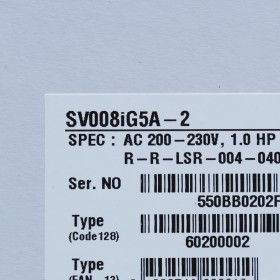 SV008iG5A-2
SPEC : AC 200-230V, 1.0 HP
R-R-LSR-004-040
Ser. NO
550BB0202F
Type
(Code128)
60200002
Type